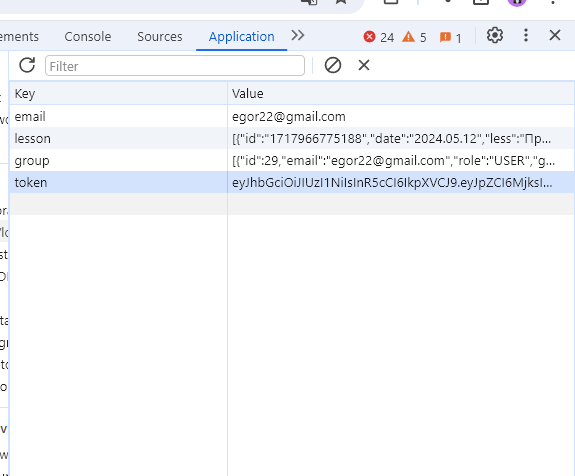 ements Console Sources Application 24 5 1
Filter
Key Value
email egor22@gmail.com
lesson [{"id":"1717966775188","date":"2024.05.12","less":"Пр...
group [{"id":29,"email":"egor22@gmail.com","role":"USER","g...
token eyJhbGciOiJIUzI1NiIsInR5cCI6IkpXVCJ9.eyJpZCI6MjksI...